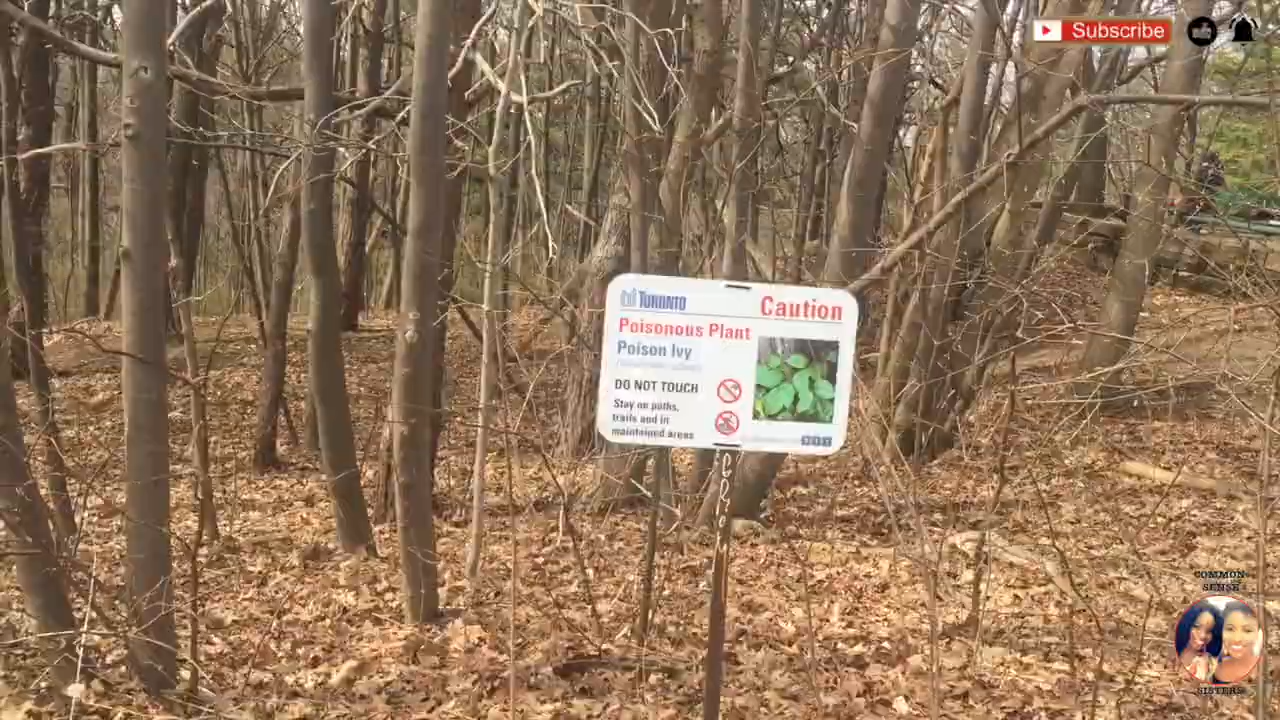 Subscribe
TORONTO
Caution
Poisonous Plant
Poison Ivy
DO NOT TOUCH
Stay on paths,
trails and in
maintained areas
COMMON
SENSE
SISTERS